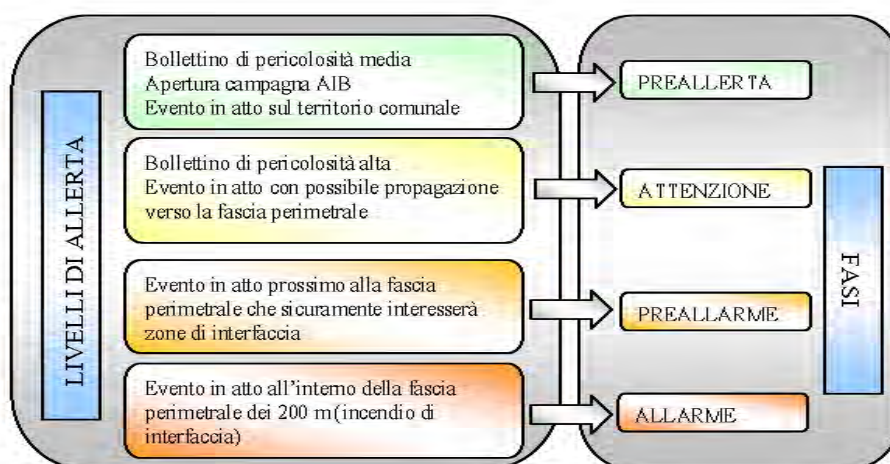 LIVELLI DI ALLERTA
Bollettino di pericolosità media
Apertura campagna AIB
Evento in atto sul territorio comunale
PREALLERTA
Bollettino di pericolosità alta
Evento in atto con possibile propagazione
verso la fascia perimetrale
ATTENZIONE
Evento in atto prossimo alla fascia
perimetrale che sicuramente interesserà
zone di interfaccia
PREALLARME
Evento in atto all'interno della fascia
perimetrale dei 200 m (incendio di
interfaccia)
ALLARME
FASI